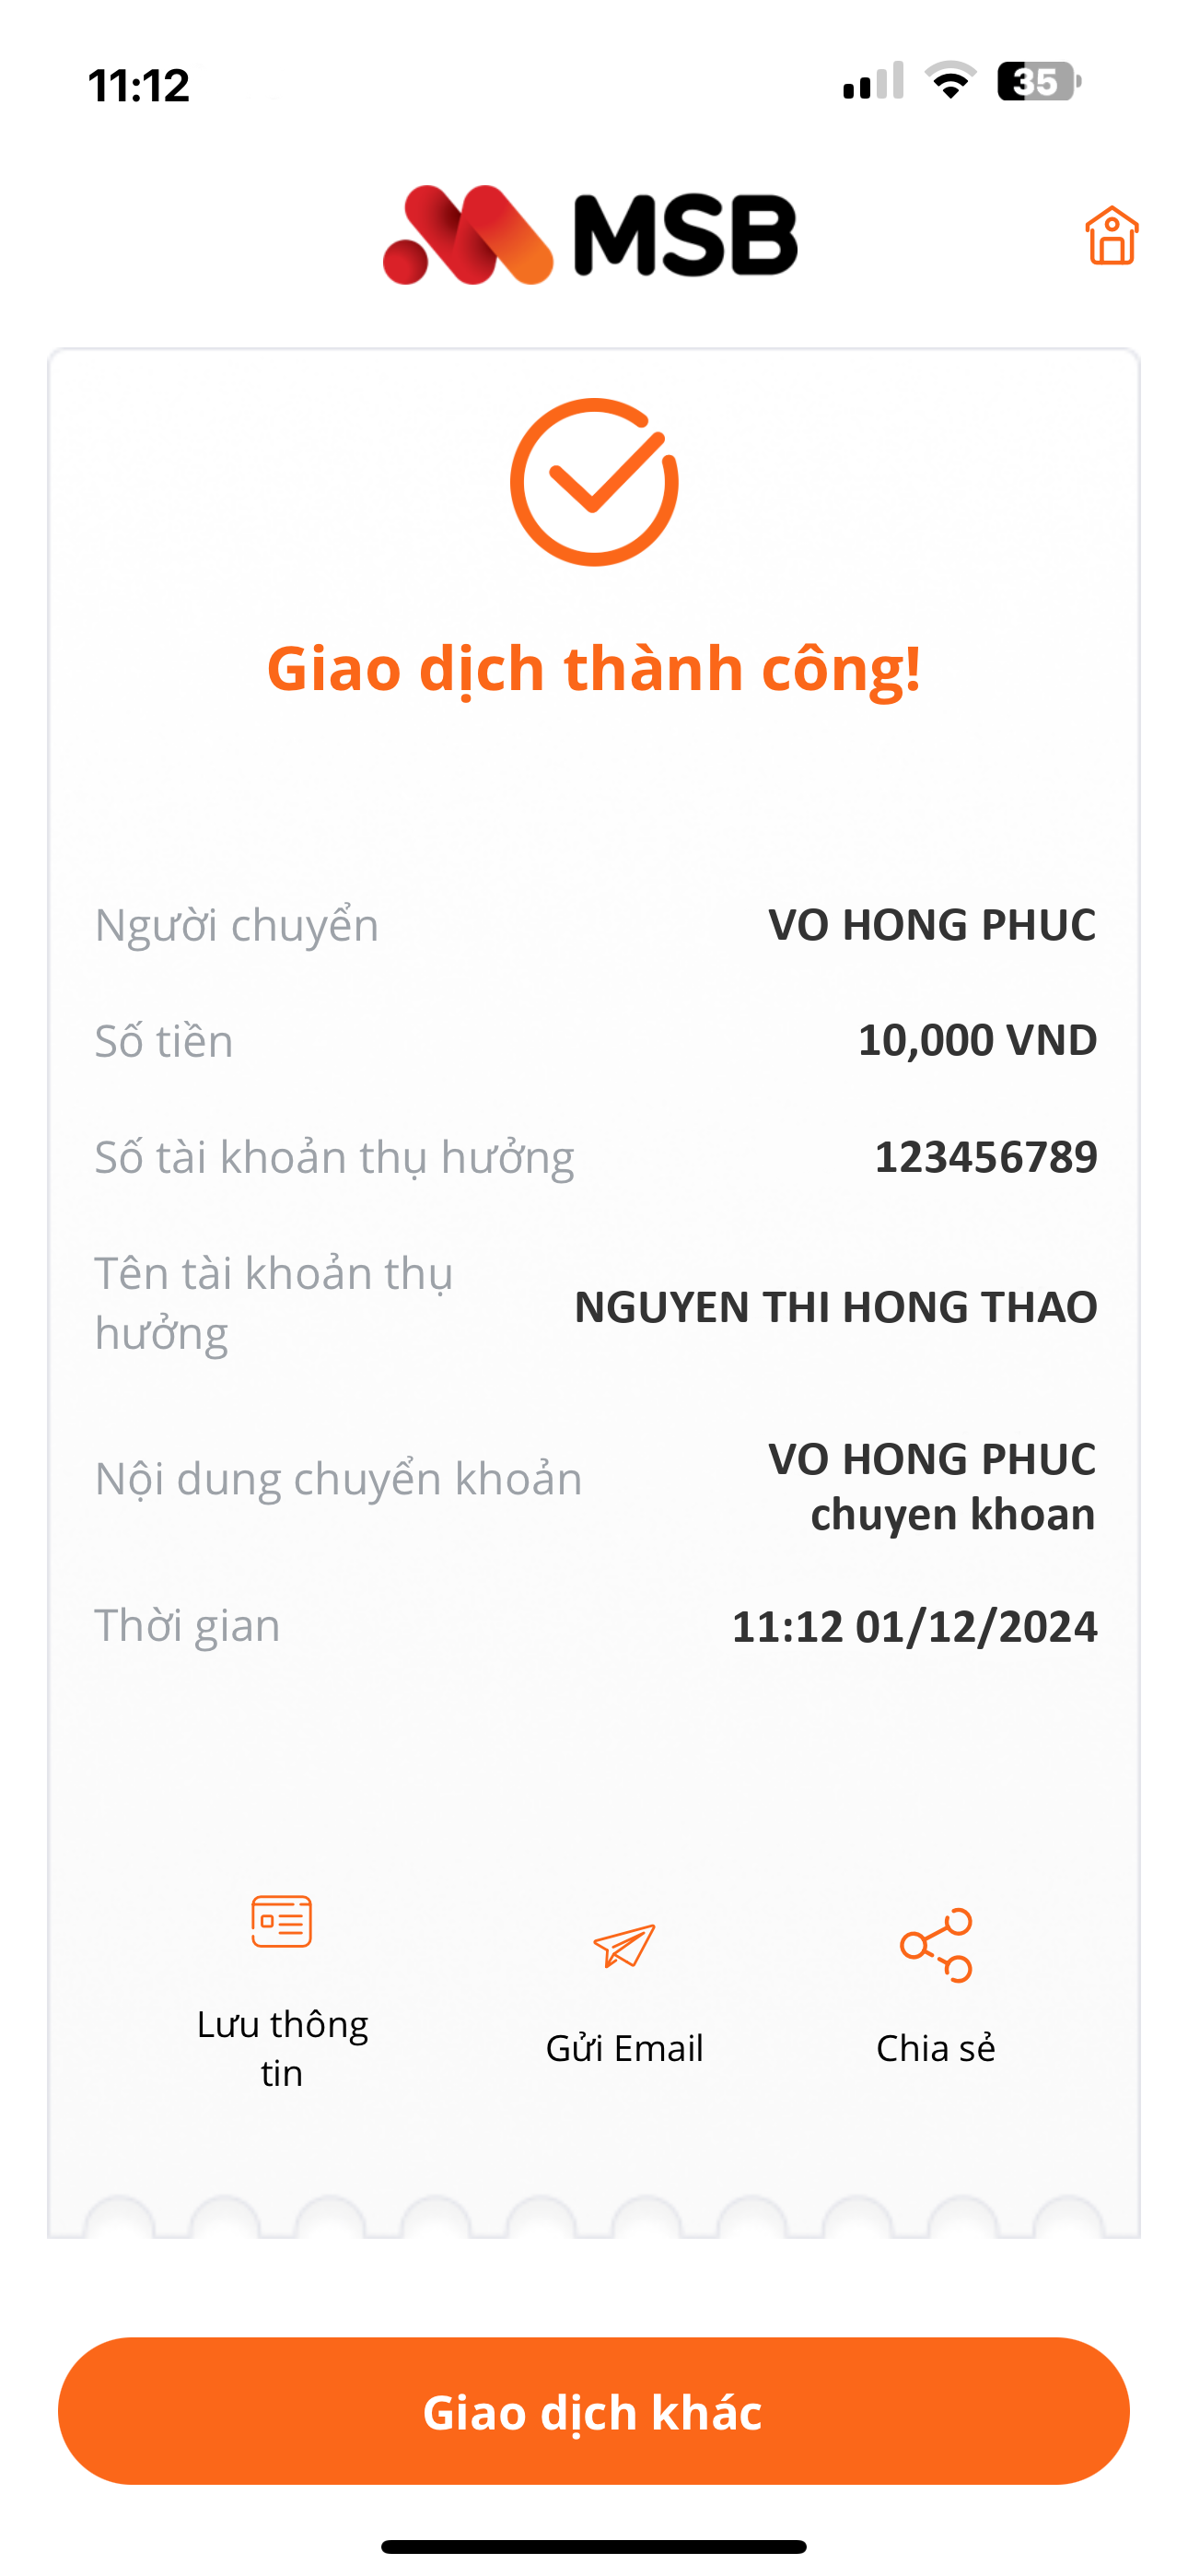 11:12
35
MSB
Giao dịch thành công!
Người chuyển VO HONG PHUC
Số tiền 10,000 VND
Số tài khoản thụ hưởng 123456789
Tên tài khoản thụ
hưởng
NGUYEN THI HONG THAO
Nội dung chuyển khoản
VO HONG PHUC
chuyen khoan
Thời gian 11:12 01/12/2024
Lưu thông
tin
Gửi Email
Chia sẻ
Giao dịch khác